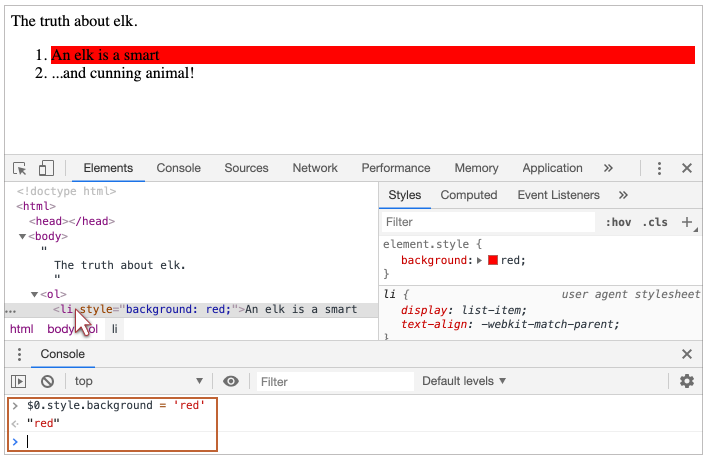 The truth about elk.
1. An elk is a smart
2. ...and cunning animal!
Elements Console Sources Network Performance Memory Application »
<!doctype html>
<html>
<head></head>
▼<body>
"
The truth about elk.
"
▼<ol>
… <li style="background: red;">An elk is a smart
html body ol li
Styles Computed Event Listeners »
Filter :hov .cls +
element.style {
background:▶ red;
}
li { user agent stylesheet
display: list-item;
text-align: -webkit-match-parent;
}
Console
top ▼ Filter Default levels ▼
> $0.style.background = 'red'
"red"
>